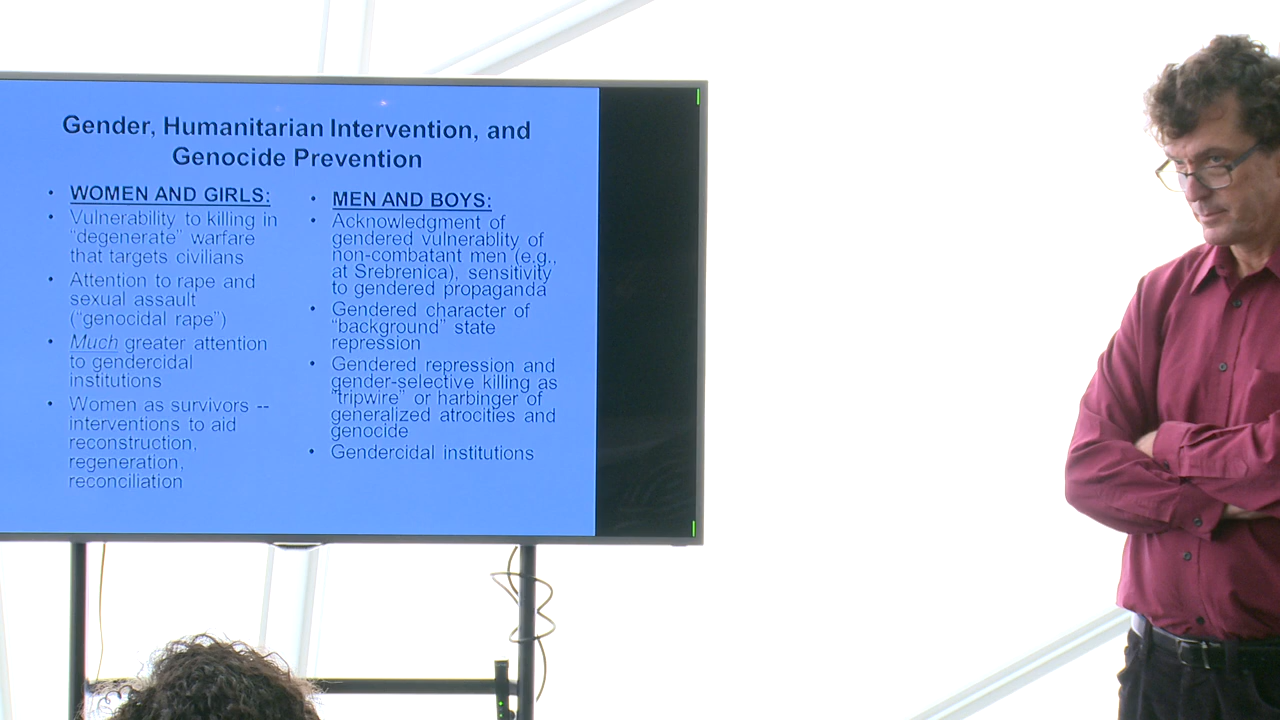 Gender, Humanitarian Intervention, and
Genocide Prevention
• WOMEN AND GIRLS:
• Vulnerability to killing in
"degenerate" warfare
that targets civilians
• Attention to rape and
sexual assault
("genocidal rape")
• Much greater attention
to gendercidal
institutions
• Women as survivors --
interventions to aid
reconstruction,
regeneration,
reconciliation
• MEN AND BOYS:
• Acknowledgment of
gendered vulnerablity of
non-combatant men (e.g.,
at Srebrenica), sensitivity
to gendered propaganda
• Gendered character of
"background" state
repression
• Gendered repression and
gender-selective killing as
"tripwire" or harbinger of
generalized atrocities and
genocide
• Gendercidal institutions